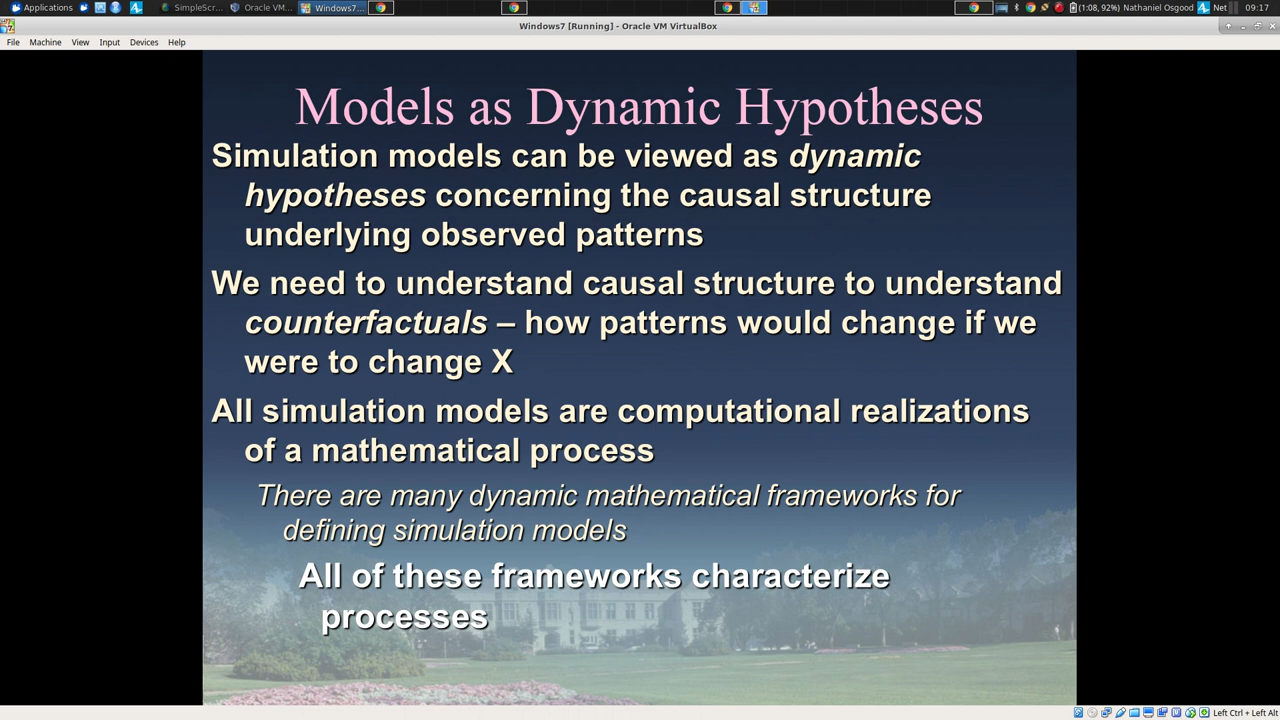 Applications
SimpleScr...
Oracle VM...
Windows7...
(1:08, 92%) Nathaniel Osgood
Net
09:17
Windows7 [Running] - Oracle VM VirtualBox
File Machine View Input Devices Help
Models as Dynamic Hypotheses
Simulation models can be viewed as dynamic
hypotheses concerning the causal structure
underlying observed patterns
We need to understand causal structure to understand
counterfactuals – how patterns would change if we
were to change X
All simulation models are computational realizations
of a mathematical process
There are many dynamic mathematical frameworks for
defining simulation models
All of these frameworks characterize
processes
Left Ctrl + Left Alt